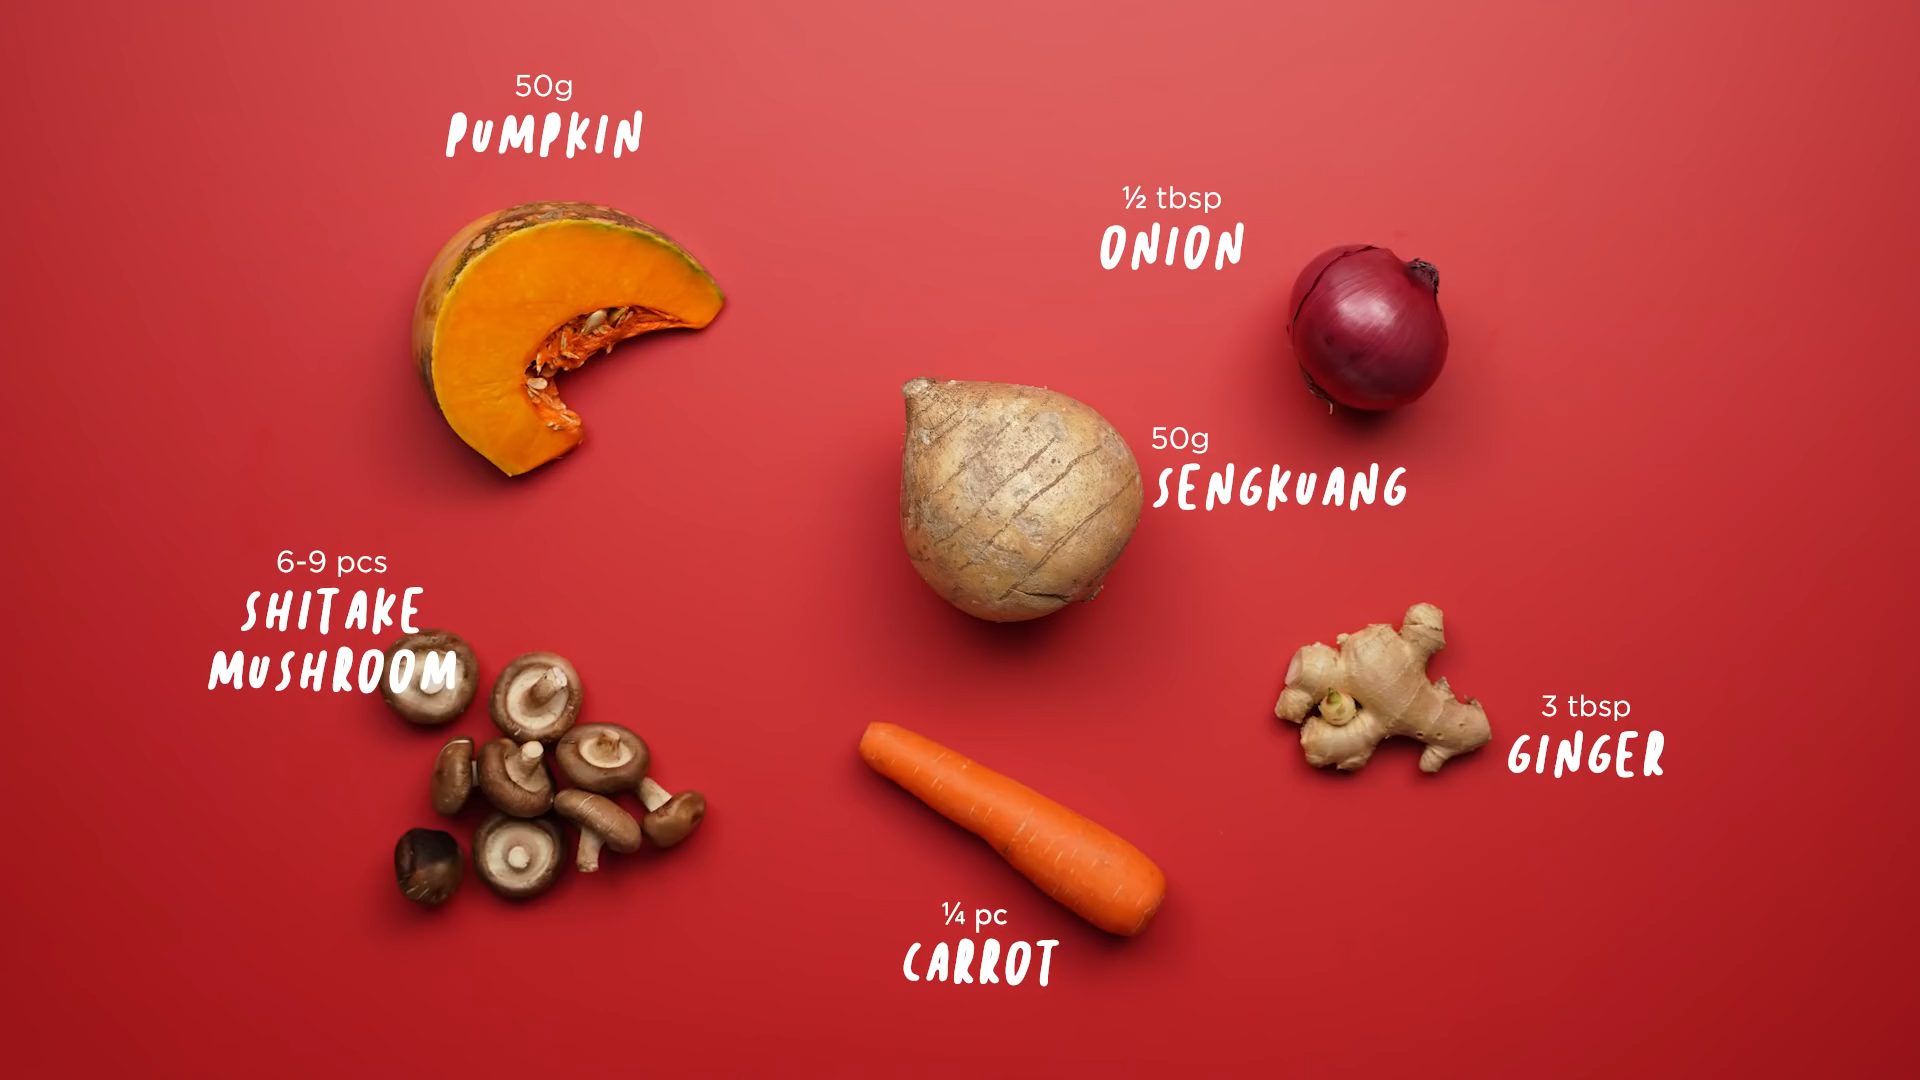 50g
PUMPKIN
½ tbsp
ONION
50g
SENGKUANG
6-9 pcs
SHITAKE
MUSHROOM
3 tbsp
GINGER
¼ pc
CARROT